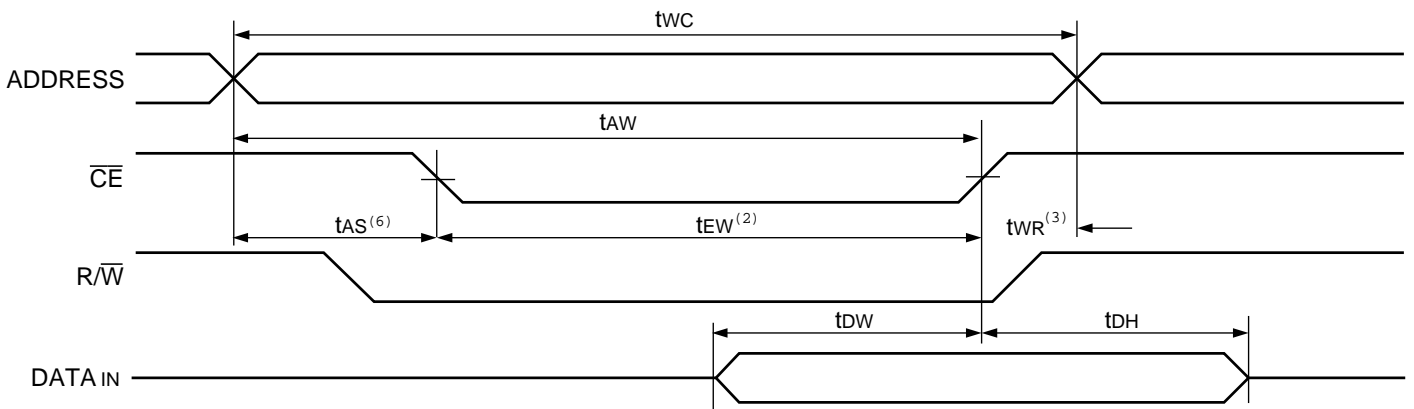 tWC
ADDRESS
tAW
CE
tAS(6)
tEW(2)
tWR(3)
R/W
tDW
tDH
DATA IN